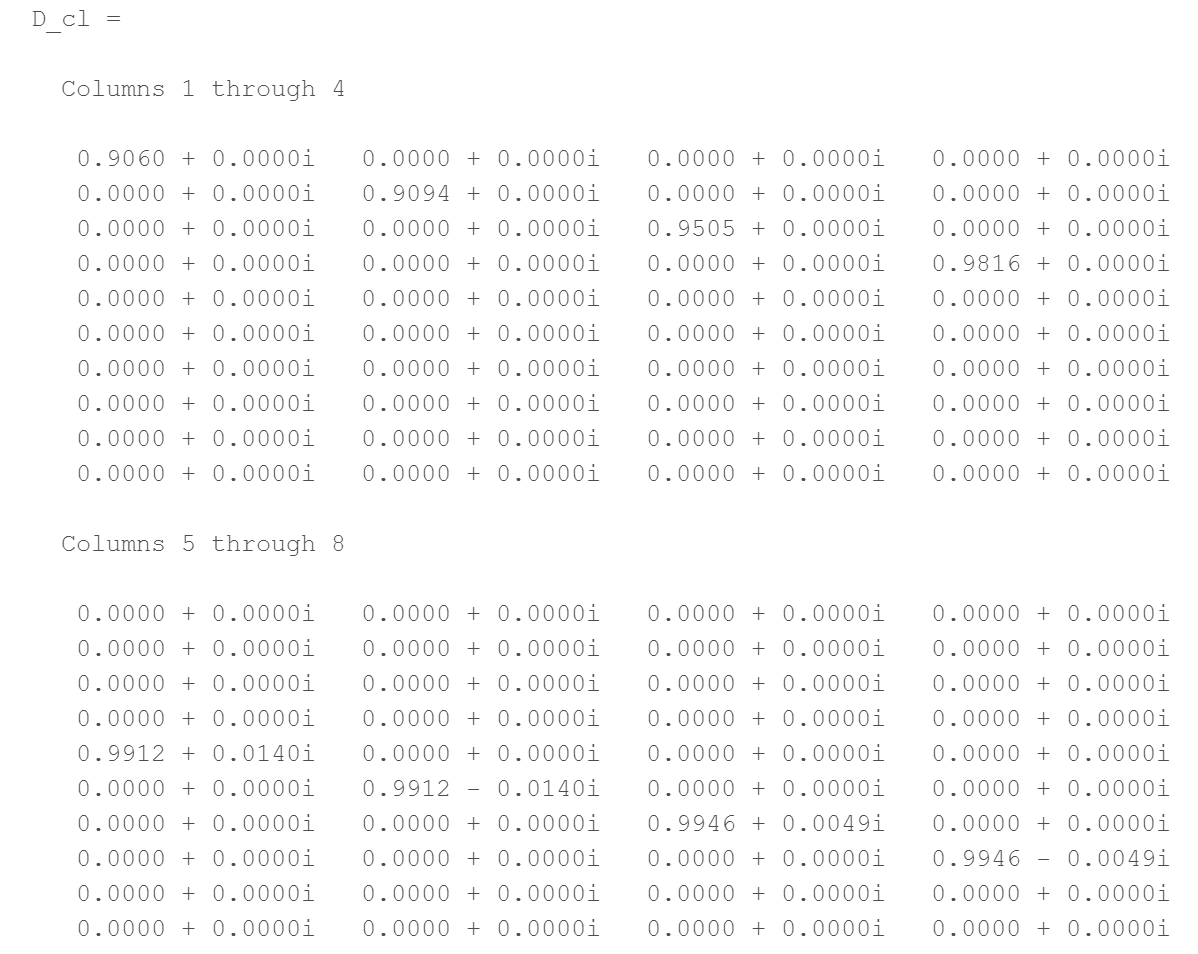 D_cl =
Columns 1 through 4
0.9060 + 0.0000i   0.0000 + 0.0000i   0.0000 + 0.0000i   0.0000 + 0.0000i
0.0000 + 0.0000i   0.9094 + 0.0000i   0.0000 + 0.0000i   0.0000 + 0.0000i
0.0000 + 0.0000i   0.0000 + 0.0000i   0.9505 + 0.0000i   0.0000 + 0.0000i
0.0000 + 0.0000i   0.0000 + 0.0000i   0.0000 + 0.0000i   0.9816 + 0.0000i
0.0000 + 0.0000i   0.0000 + 0.0000i   0.0000 + 0.0000i   0.0000 + 0.0000i
0.0000 + 0.0000i   0.0000 + 0.0000i   0.0000 + 0.0000i   0.0000 + 0.0000i
0.0000 + 0.0000i   0.0000 + 0.0000i   0.0000 + 0.0000i   0.0000 + 0.0000i
0.0000 + 0.0000i   0.0000 + 0.0000i   0.0000 + 0.0000i   0.0000 + 0.0000i
0.0000 + 0.0000i   0.0000 + 0.0000i   0.0000 + 0.0000i   0.0000 + 0.0000i
0.0000 + 0.0000i   0.0000 + 0.0000i   0.0000 + 0.0000i   0.0000 + 0.0000i
Columns 5 through 8
0.0000 + 0.0000i   0.0000 + 0.0000i   0.0000 + 0.0000i   0.0000 + 0.0000i
0.0000 + 0.0000i   0.0000 + 0.0000i   0.0000 + 0.0000i   0.0000 + 0.0000i
0.0000 + 0.0000i   0.0000 + 0.0000i   0.0000 + 0.0000i   0.0000 + 0.0000i
0.0000 + 0.0000i   0.0000 + 0.0000i   0.0000 + 0.0000i   0.0000 + 0.0000i
0.9912 + 0.0140i   0.0000 + 0.0000i   0.0000 + 0.0000i   0.0000 + 0.0000i
0.0000 + 0.0000i   0.9912 - 0.0140i   0.0000 + 0.0000i   0.0000 + 0.0000i
0.0000 + 0.0000i   0.0000 + 0.0000i   0.9946 + 0.0049i   0.0000 + 0.0000i
0.0000 + 0.0000i   0.0000 + 0.0000i   0.0000 + 0.0000i   0.9946 - 0.0049i
0.0000 + 0.0000i   0.0000 + 0.0000i   0.0000 + 0.0000i   0.0000 + 0.0000i
0.0000 + 0.0000i   0.0000 + 0.0000i   0.0000 + 0.0000i   0.0000 + 0.0000i